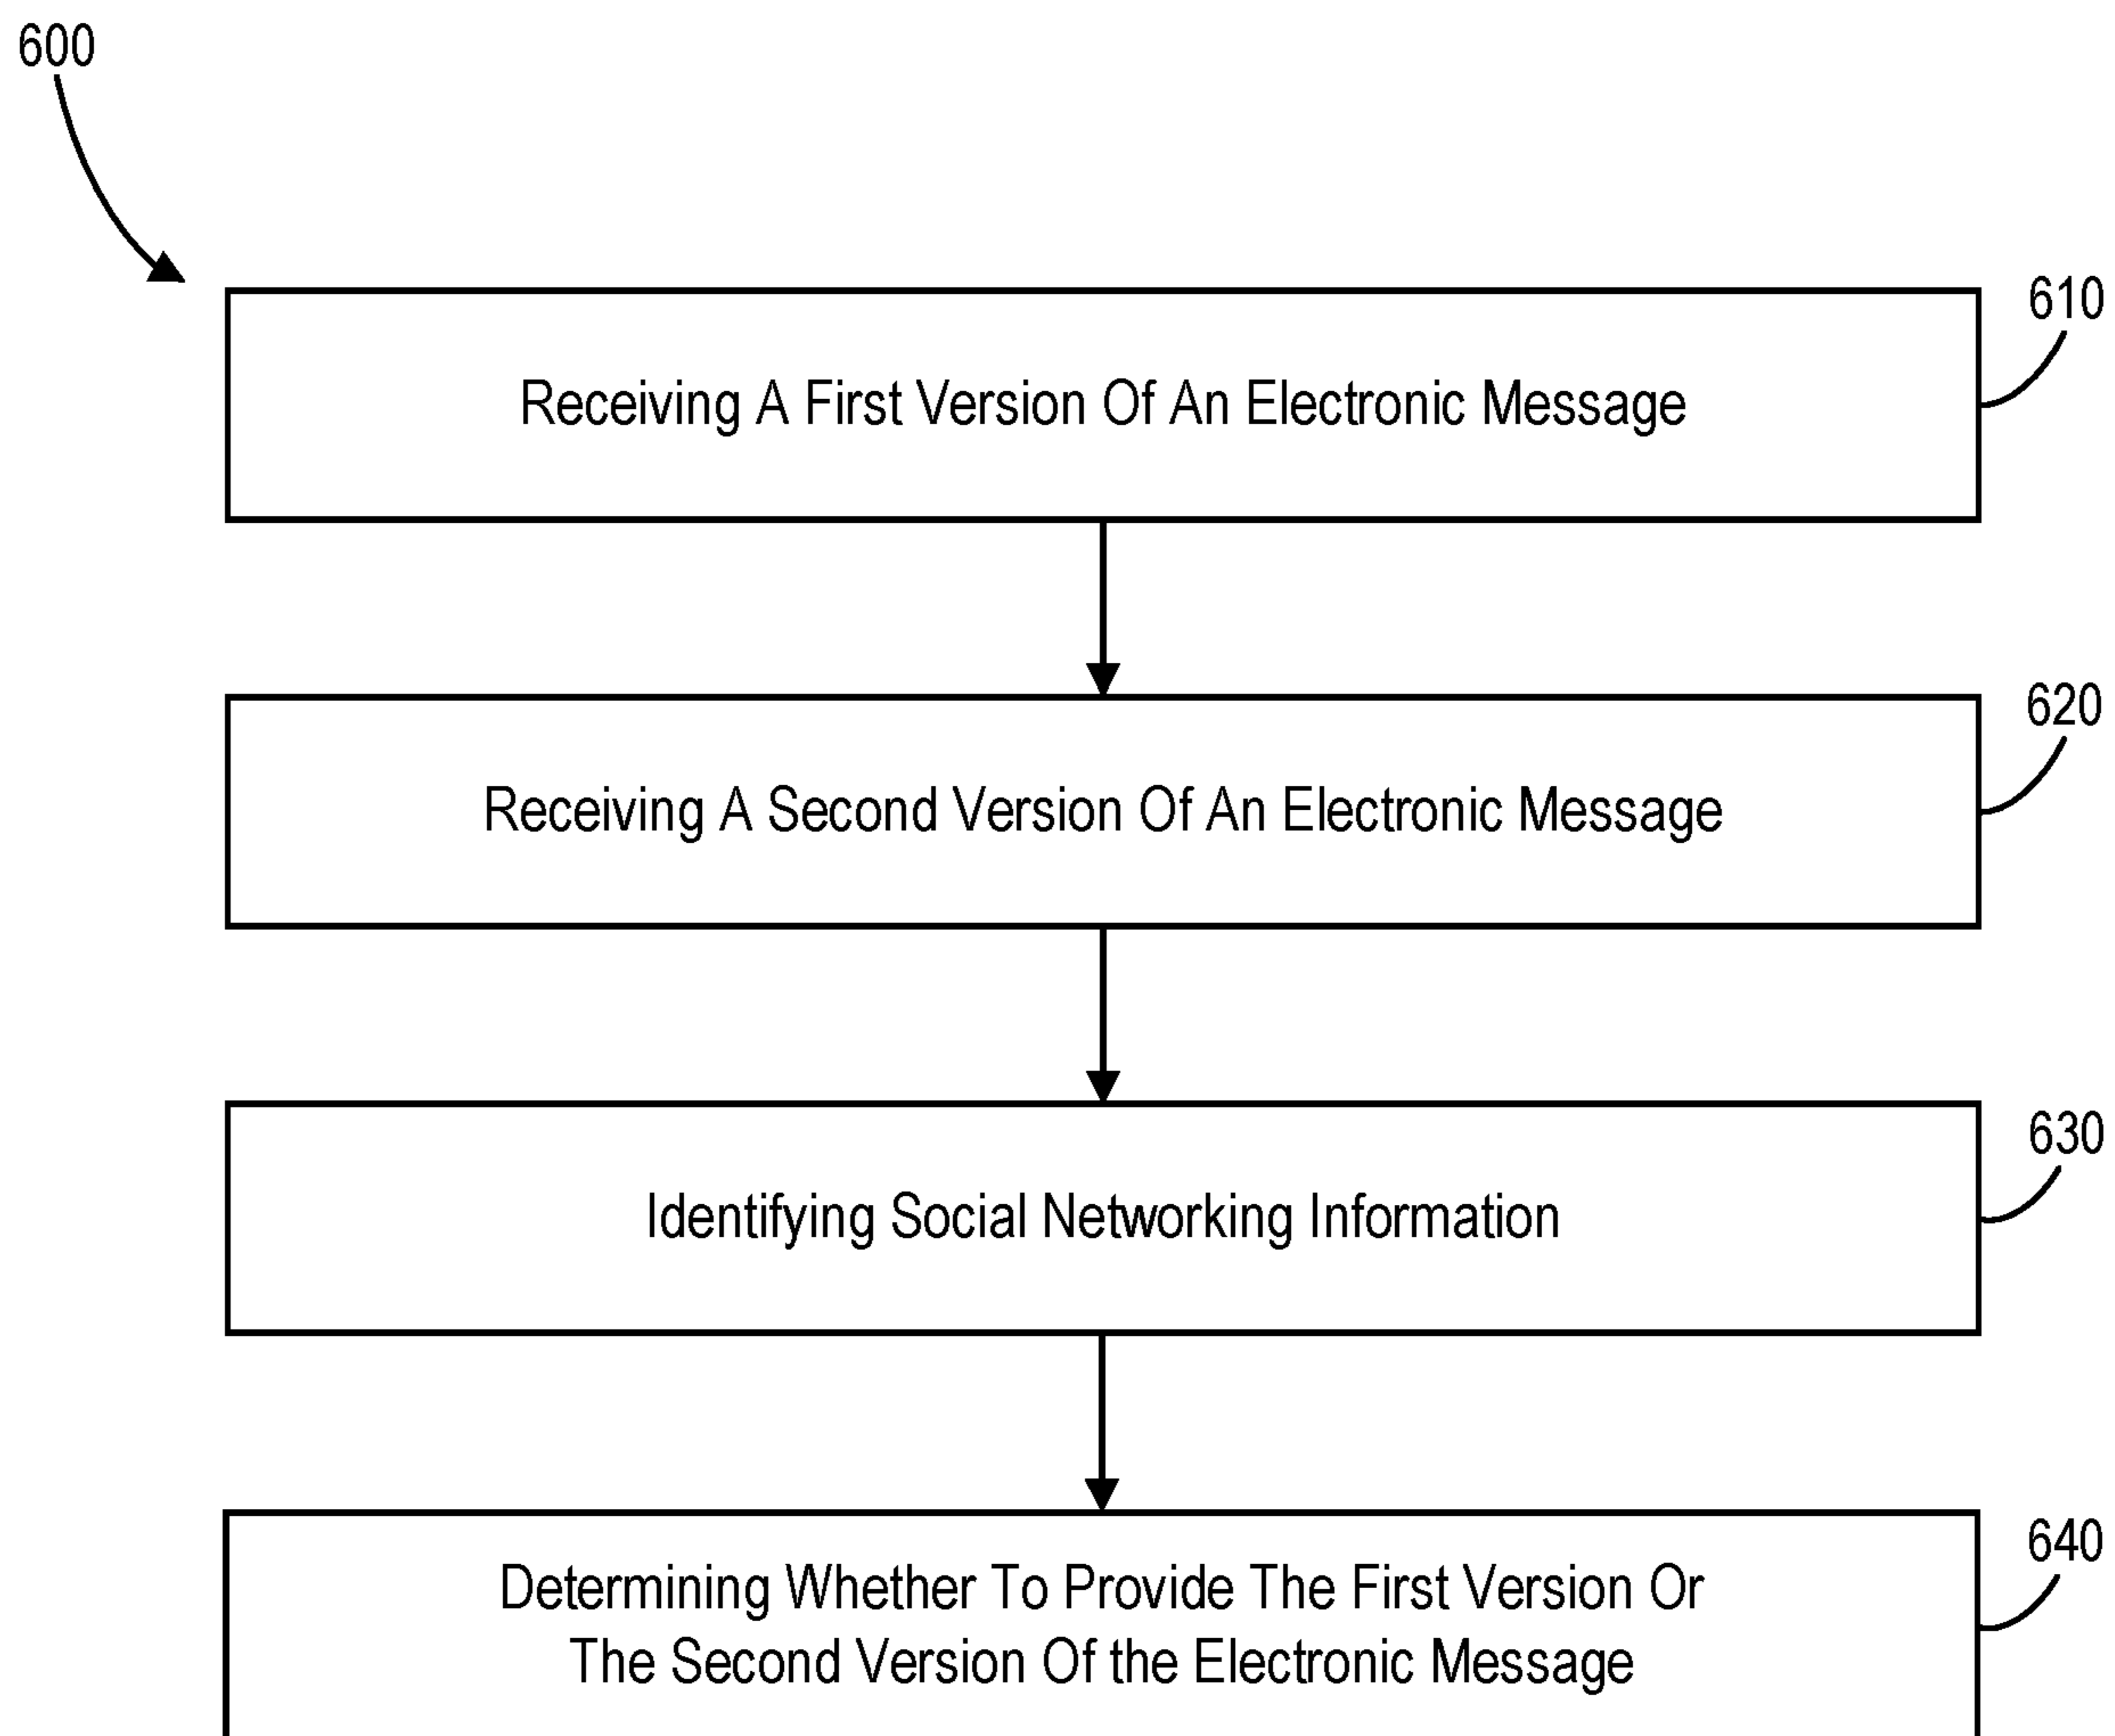 600
610
Receiving A First Version Of An Electronic Message
620
Receiving A Second Version Of An Electronic Message
630
Identifying Social Networking Information
640
Determining Whether To Provide The First Version Or
The Second Version Of the Electronic Message